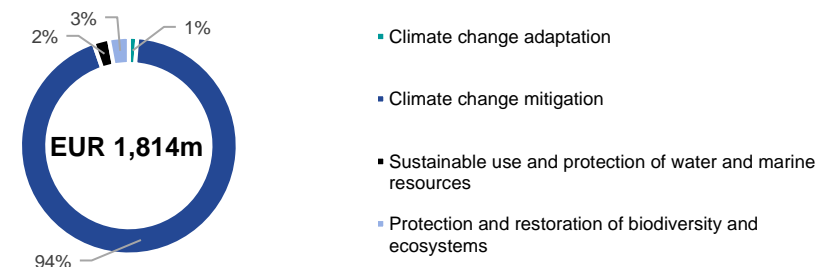 3%
1%
2%
EUR 1,814m
94%
Climate change adaptation
Climate change mitigation
Sustainable use and protection of water and marine
resources
Protection and restoration of biodiversity and
ecosystems